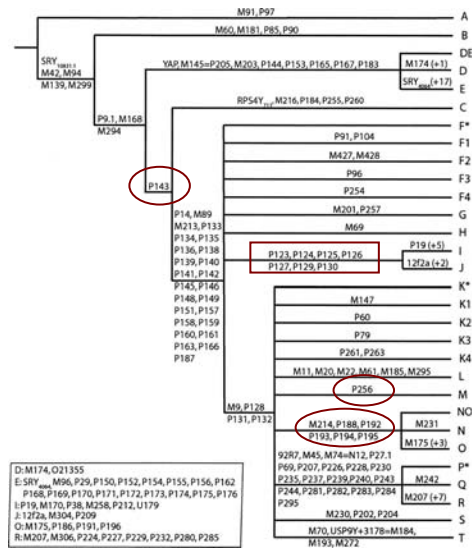 M91, P97 A
M60, M181, P85, P90 B
SRY10831.1
M42, M94
M139, M299
DE
YAP, M145=P205, M203, P144, P153, P165, P167, P183
M174 (+1) D
SRY4064(+17) E
P9.1, M168
M294
RPS4Y711, M216, P184, P255, P260 C
P143
F*
P91, P104 F1
M427, M428 F2
P96 F3
P254 F4
M201, P257 G
M69 H
P14, M89
M213, P133
P134, P135
P136, P138
P139, P140
P141, P142
P145, P146
P148, P149
P151, P157
P158, P159
P160, P161
P163, P166
P187
P123, P124, P125, P126
P127, P129, P130
P19 (+5) I
12f2a (+2) J
K*
M147 K1
P60 K2
P79 K3
P261, P263 K4
M11, M20, M22, M61, M185, M295 L
P256 M
M9, P128
P131, P132
M214, P188, P192
P193, P194, P195
NO
M231 N
M175 (+3) O
92R7, M45, M74=N12, P27.1
P69, P207, P226, P228, P230
P235, P237, P239, P240, P243
P244, P281, P282, P283, P284
P295
P*
M242 Q
M207 (+7) R
M230, P202, P204 S
M70, USP9Y+3178=M184,
M193, M272
T
D: M174, O21355
E: SRY4064, M96, P29, P150, P152, P154, P155, P156, P162
P168, P169, P170, P171, P172, P173, P174, P175, P176
I: P19, M170, P38, M258, P212, U179
J: 12f2a, M304, P209
O: M175, P186, P191, P196
R: M207, M306, P224, P227, P229, P232, P280, P285